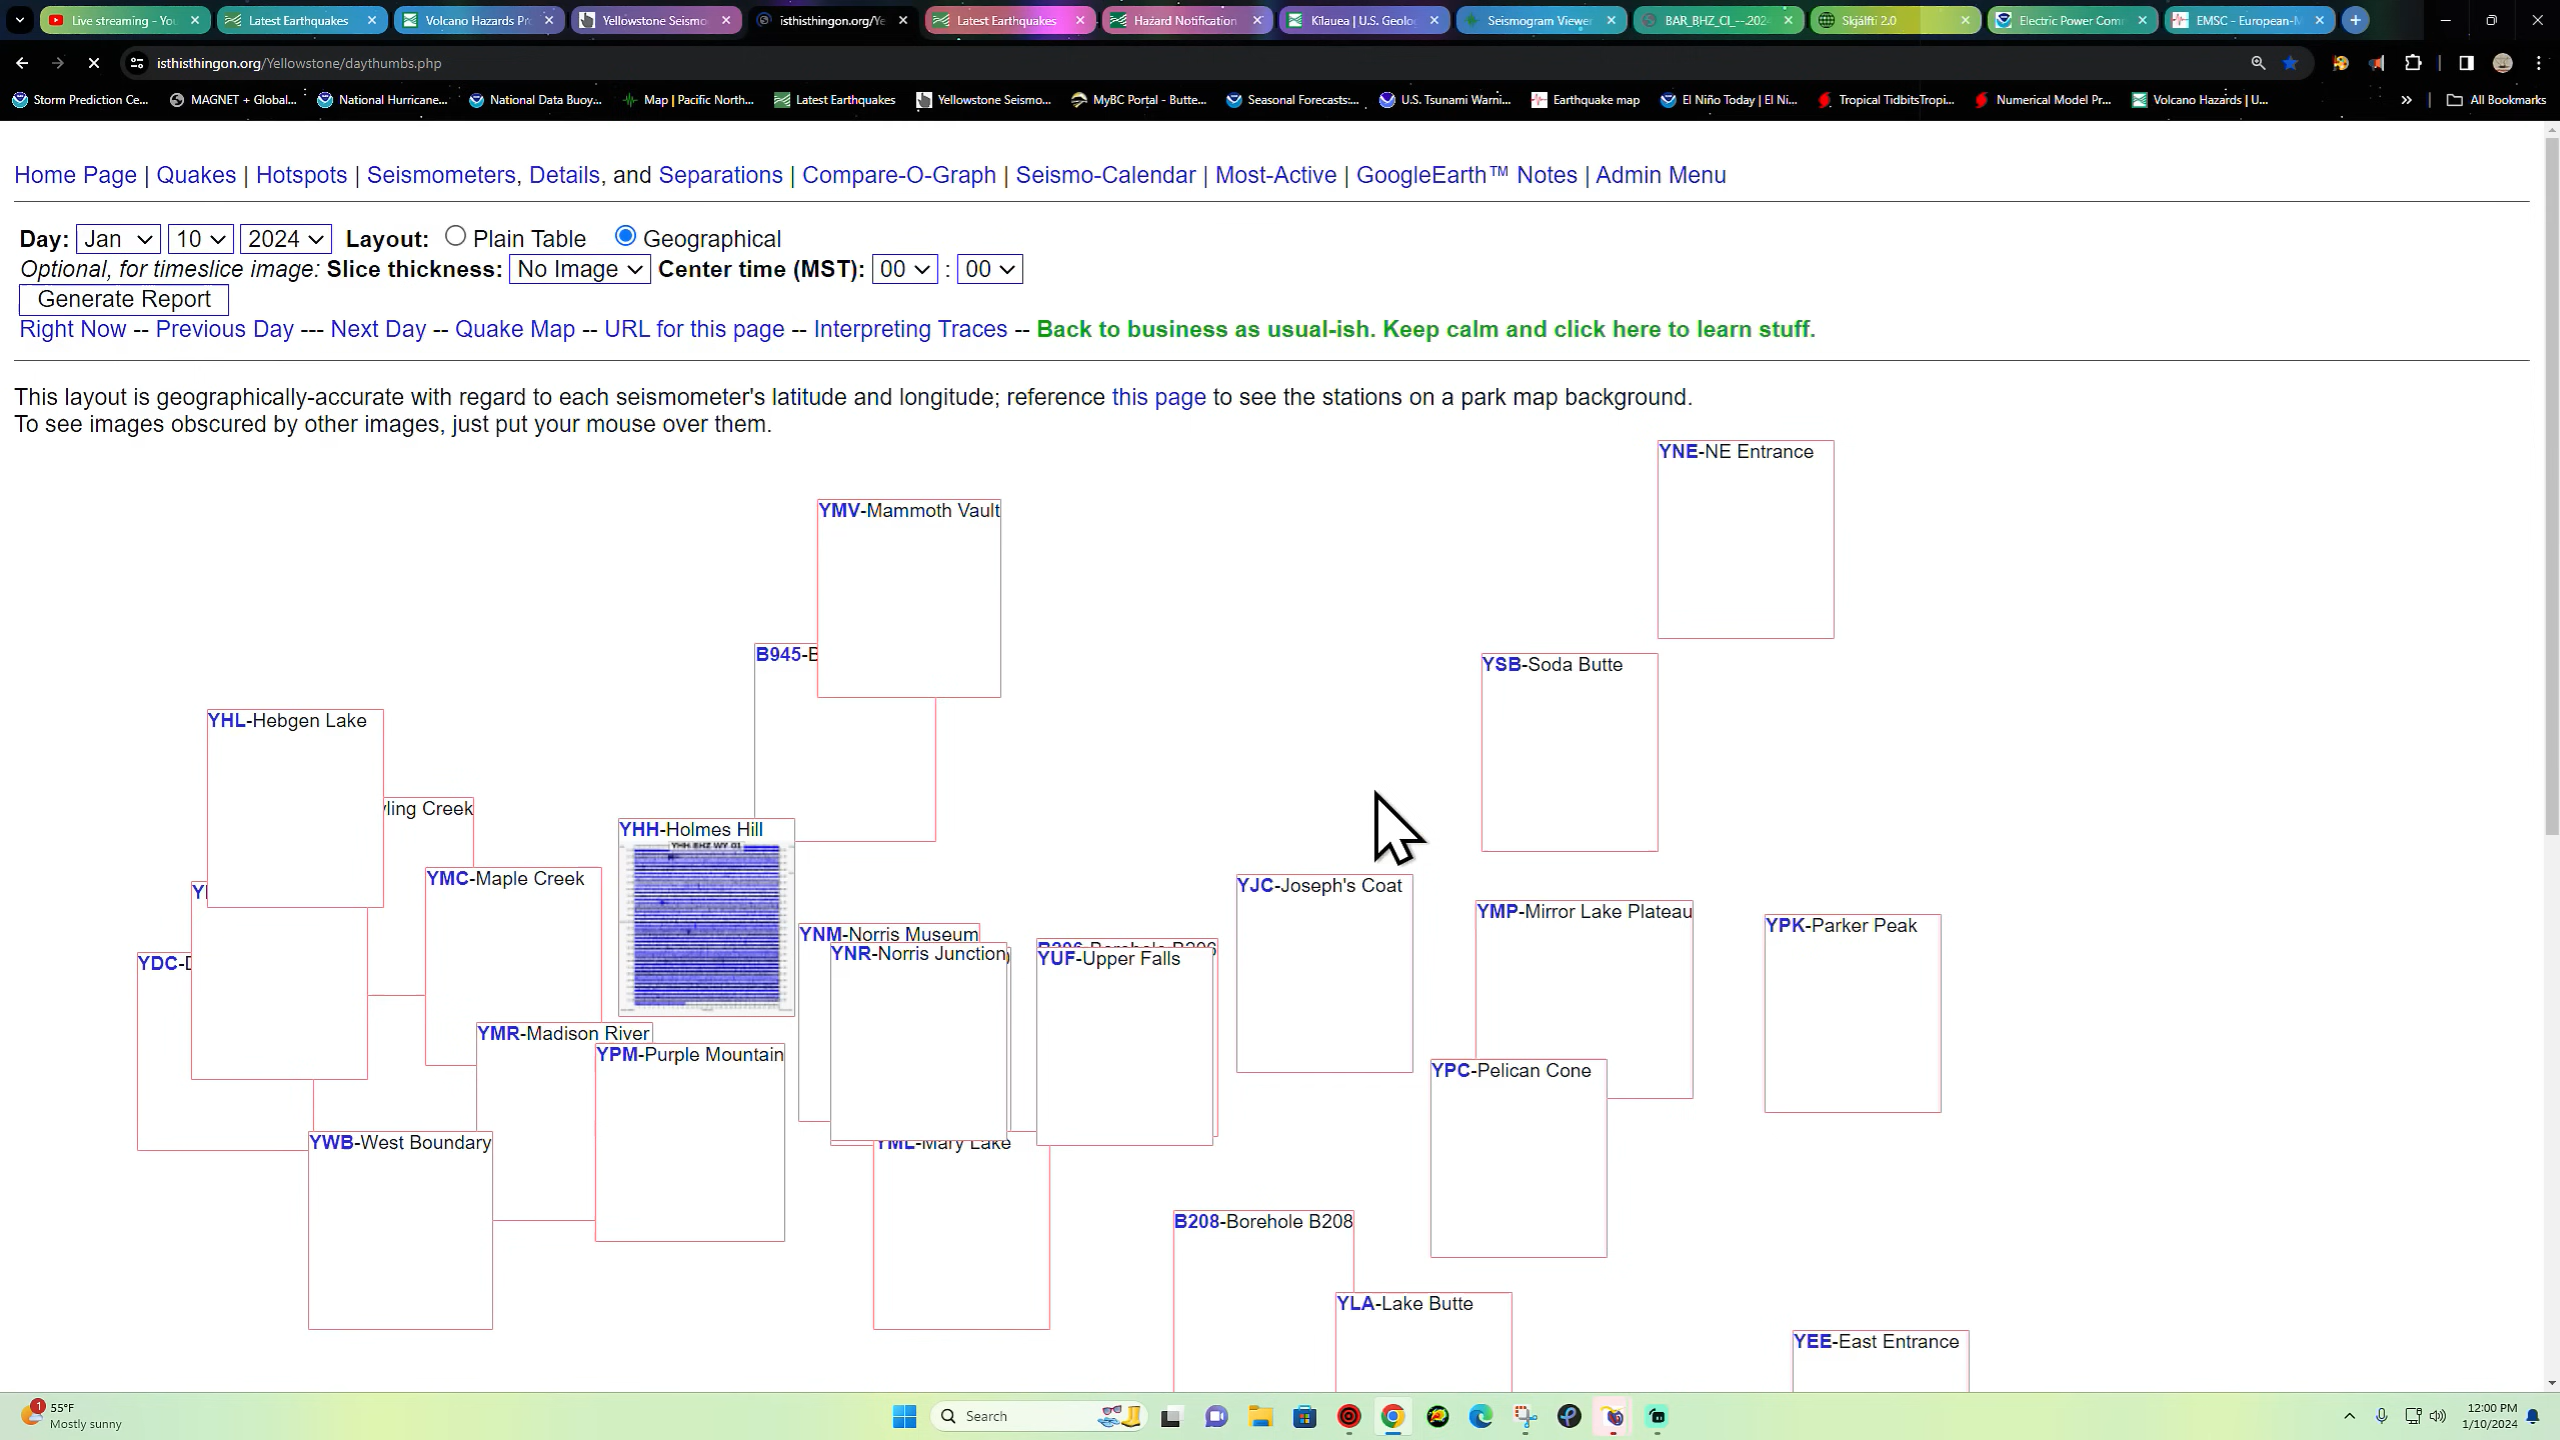 Live streaming - You
Latest Earthquakes
Volcano Hazards Pr
Yellowstone Seismo
isthisthingon.org/Ye
Latest Earthquakes
Hazard Notification
Kilauea | U.S. Geolo
Seismogram Viewer
BAR_BHZ_CI_--.202
Skjálfti 2.0
Electric Power Com
EMSC - European-M
isthisthingon.org/Yellowstone/daythumbs.php
Storm Prediction Ce...
MAGNET + Global...
National Hurricane...
National Data Buoy...
Map | Pacific North...
Latest Earthquakes
Yellowstone Seismo...
MyBC Portal - Butte...
Seasonal Forecasts:...
U.S. Tsunami Warni...
Earthquake map
El Niño Today | El Ni...
Tropical TidbitsTropi...
Numerical Model Pr...
Volcano Hazards | U...
All Bookmarks
Home Page | Quakes | Hotspots | Seismometers, Details, and Separations | Compare-O-Graph | Seismo-Calendar | Most-Active | GoogleEarth™ Notes | Admin Menu
Day: Jan 10 2024 Layout: Plain Table Geographical
Optional, for timeslice image: Slice thickness: No Image Center time (MST): 00 : 00
Generate Report
Right Now -- Previous Day --- Next Day -- Quake Map -- URL for this page -- Interpreting Traces -- Back to business as usual-ish. Keep calm and click here to learn stuff.
This layout is geographically-accurate with regard to each seismometer's latitude and longitude; reference this page to see the stations on a park map background.
To see images obscured by other images, just put your mouse over them.
YNE-NE Entrance
YMV-Mammoth Vault
B945-B
YSB-Soda Butte
YHL-Hebgen Lake
ling Creek
YHH-Holmes Hill
YHH EHZ WY 01
YMC-Maple Creek
YJC-Joseph's Coat
YMP-Mirror Lake Plateau
YPK-Parker Peak
YNM-Norris Museum
YNR-Norris Junction
B206-Borehole B206
YUF-Upper Falls
YDC-D
YMR-Madison River
YPM-Purple Mountain
YPC-Pelican Cone
YWB-West Boundary
YML-Mary Lake
B208-Borehole B208
YLA-Lake Butte
YEE-East Entrance
1
55°F
Mostly sunny
Search
12:00 PM
1/10/2024